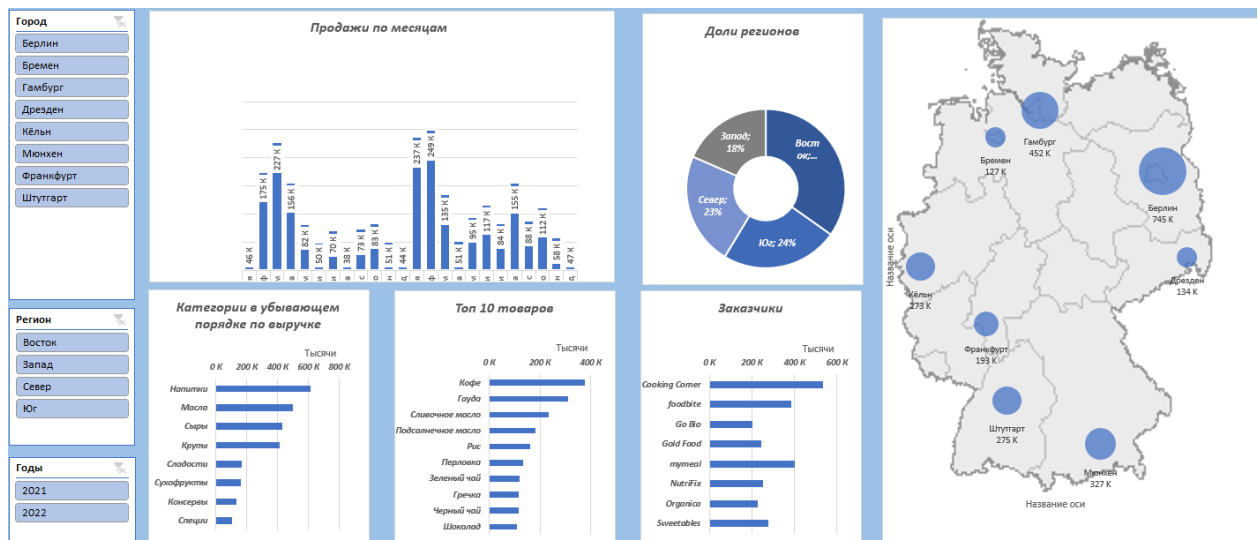 Город
Берлин
Бремен
Гамбург
Дрезден
Кёльн
Мюнхен
Франкфурт
Штутгарт
Регион
Восток
Запад
Север
Юг
Годы
2021
2022
Продажи по месяцам
46 K
175 K
227 K
156 K
82 K
50 K
70 K
38 K
73 K
83 K
51 K
44 K
237 K
249 K
135 K
51 K
95 K
117 K
84 K
155 K
88 K
112 K
58 K
47 K
я ф м а м и и а с о н д я ф м а м и и а с о н д
Доли регионов
Запад;
18%
Вост
ок;...
Север;
23%
Юг; 24%
Категории в убывающем
порядке по выручке
Тысячи
0 K 200 K 400 K 600 K 800 K
Напитки
Масла
Сыры
Крупы
Сладости
Сухофрукты
Консервы
Специи
Топ 10 товаров
Тысячи
0 K 200 K 400 K
Кофе
Гауда
Сливочное масло
Подсолнечное масло
Рис
Перловка
Зеленый чай
Гречка
Черный чай
Шоколад
Заказчики
Тысячи
0 K 200 K 400 K 600 K
Cooking Corner
foodbite
Go Bio
Gold Food
mymeal
NutriFix
Organica
Sweetables
Гамбург
452 K
Бремен
127 K
Берлин
745 K
Дрезден
134 K
Название оси
Кёльн
273 K
Франкфурт
193 K
Штутгарт
275 K
Мюнхен
327 K
Название оси